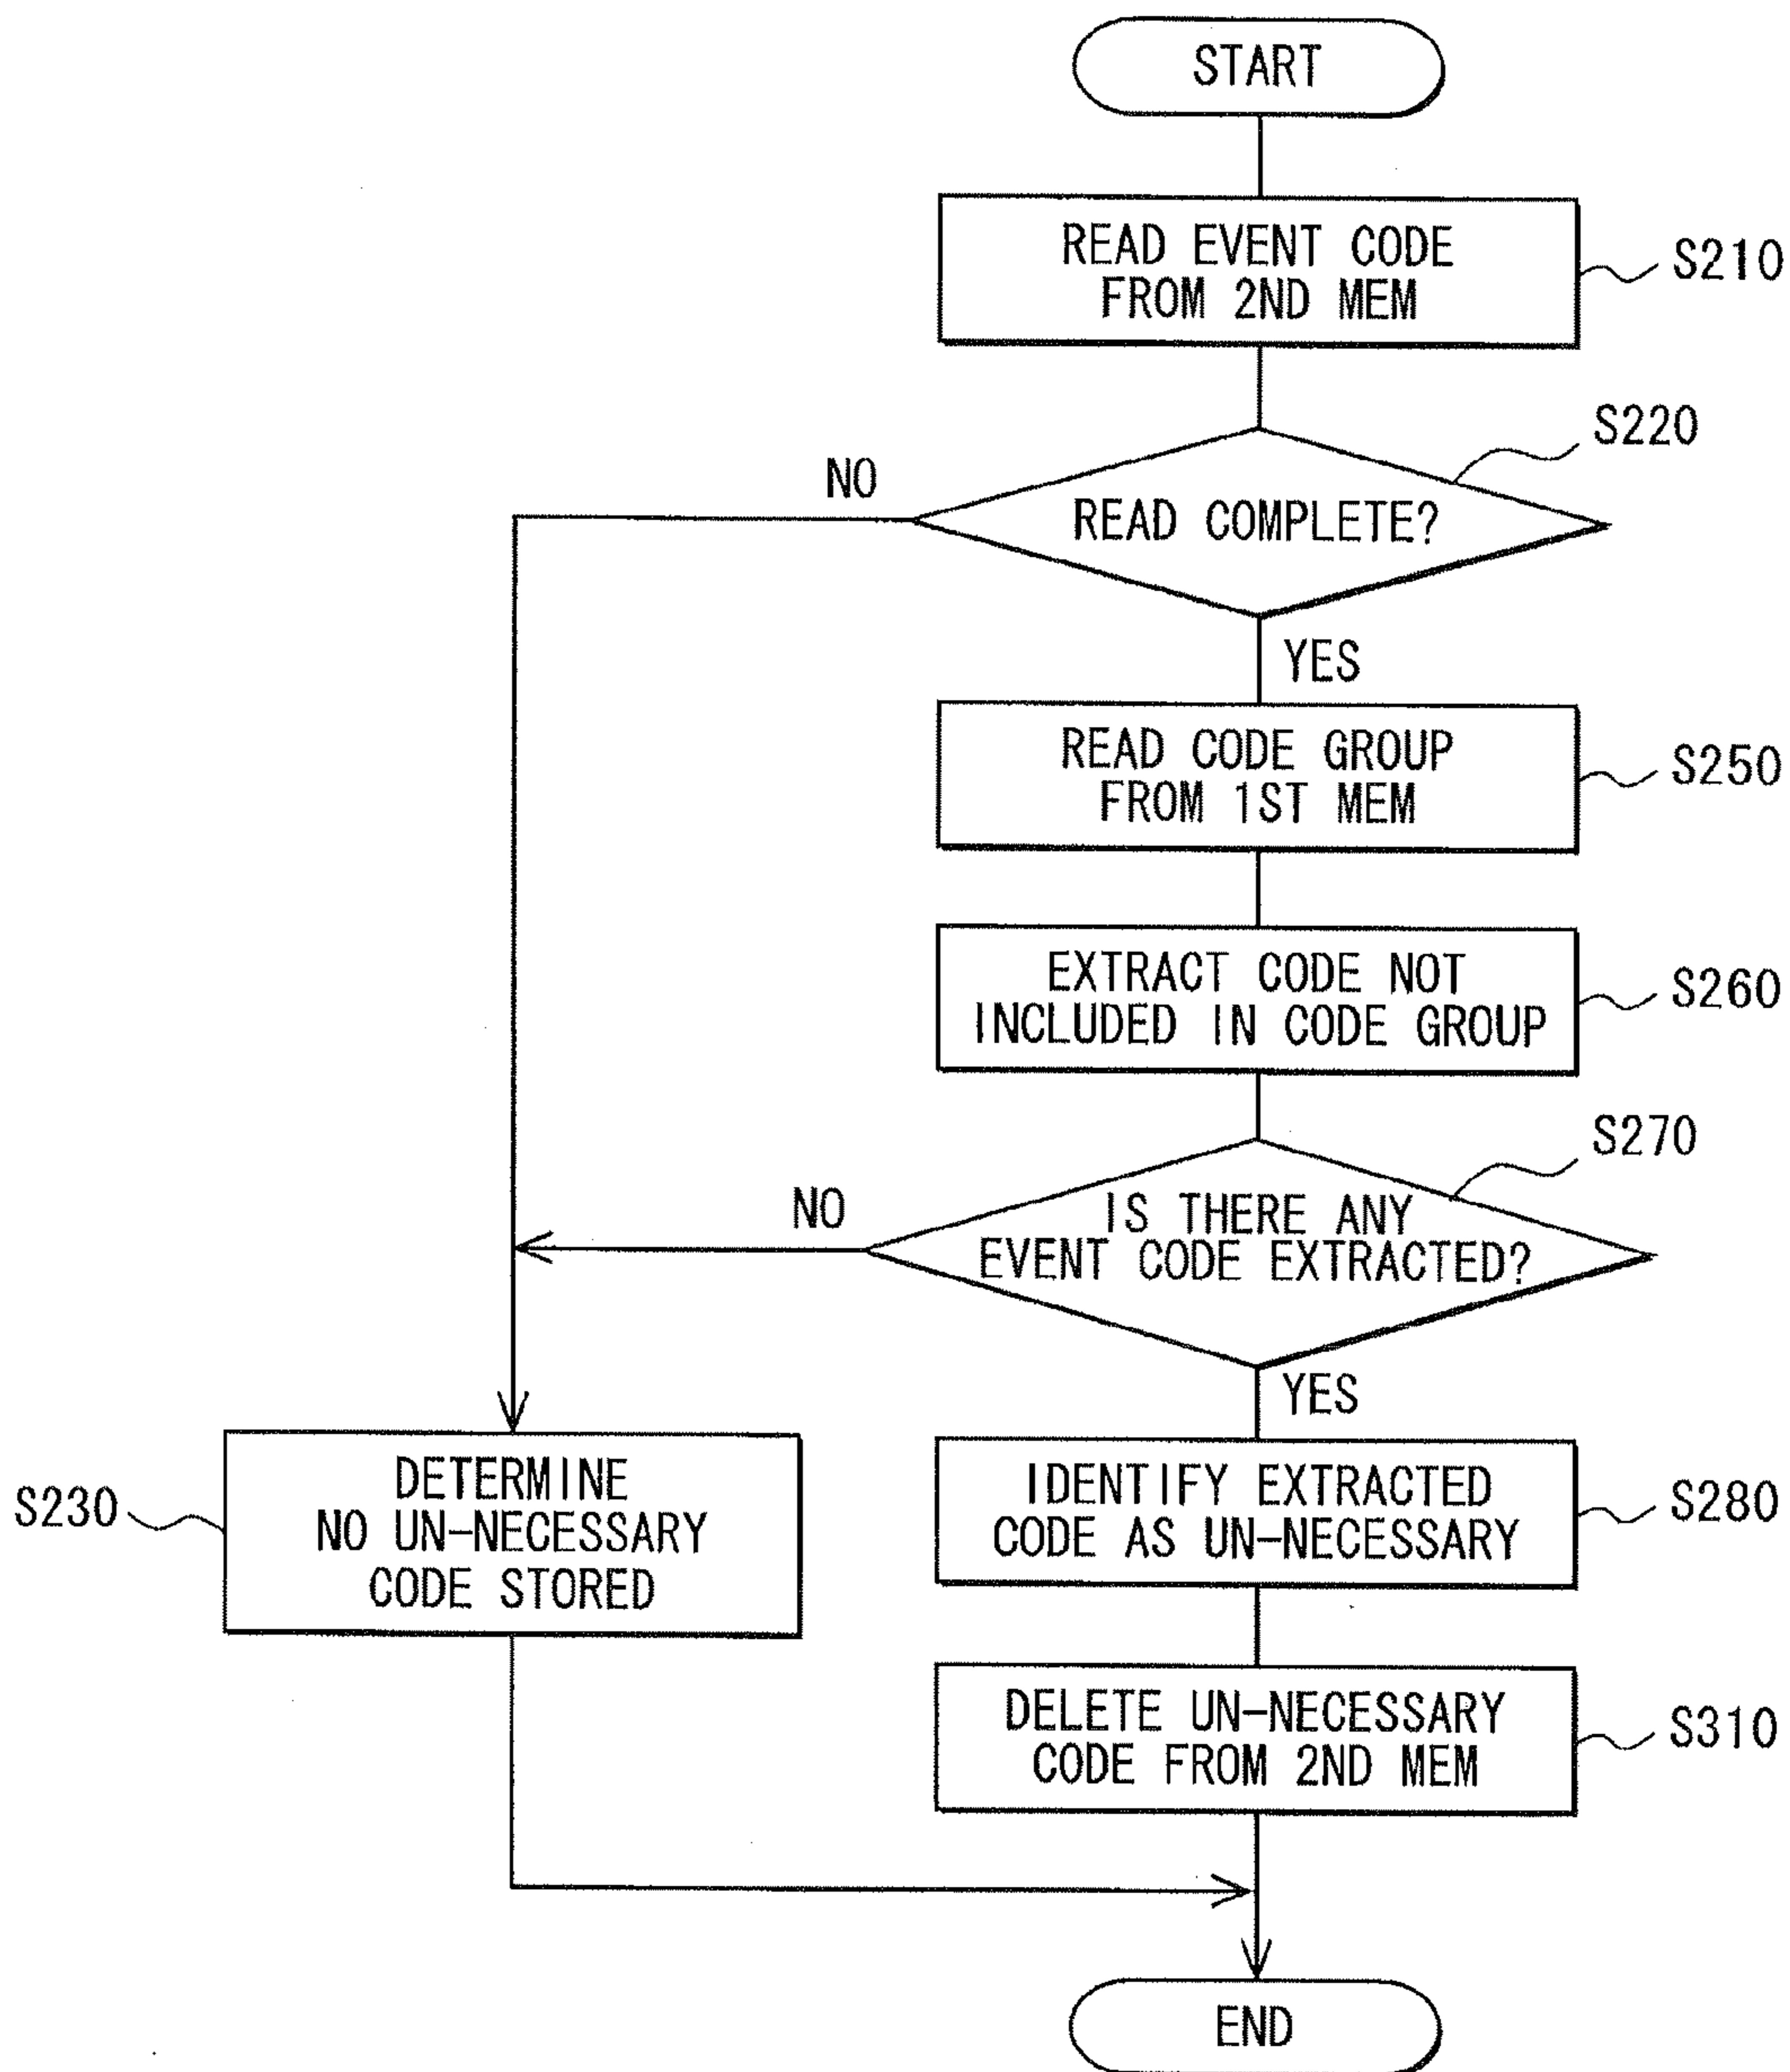 START
READ EVENT CODE
FROM 2ND MEM
S210
S220
NO
READ COMPLETE?
YES
READ CODE GROUP
FROM 1ST MEM
S250
EXTRACT CODE NOT
INCLUDED IN CODE GROUP
S260
S270
NO
IS THERE ANY
EVENT CODE EXTRACTED?
YES
S230
DETERMINE
NO UN-NECESSARY
CODE STORED
IDENTIFY EXTRACTED
CODE AS UN-NECESSARY
S280
DELETE UN-NECESSARY
CODE FROM 2ND MEM
S310
END